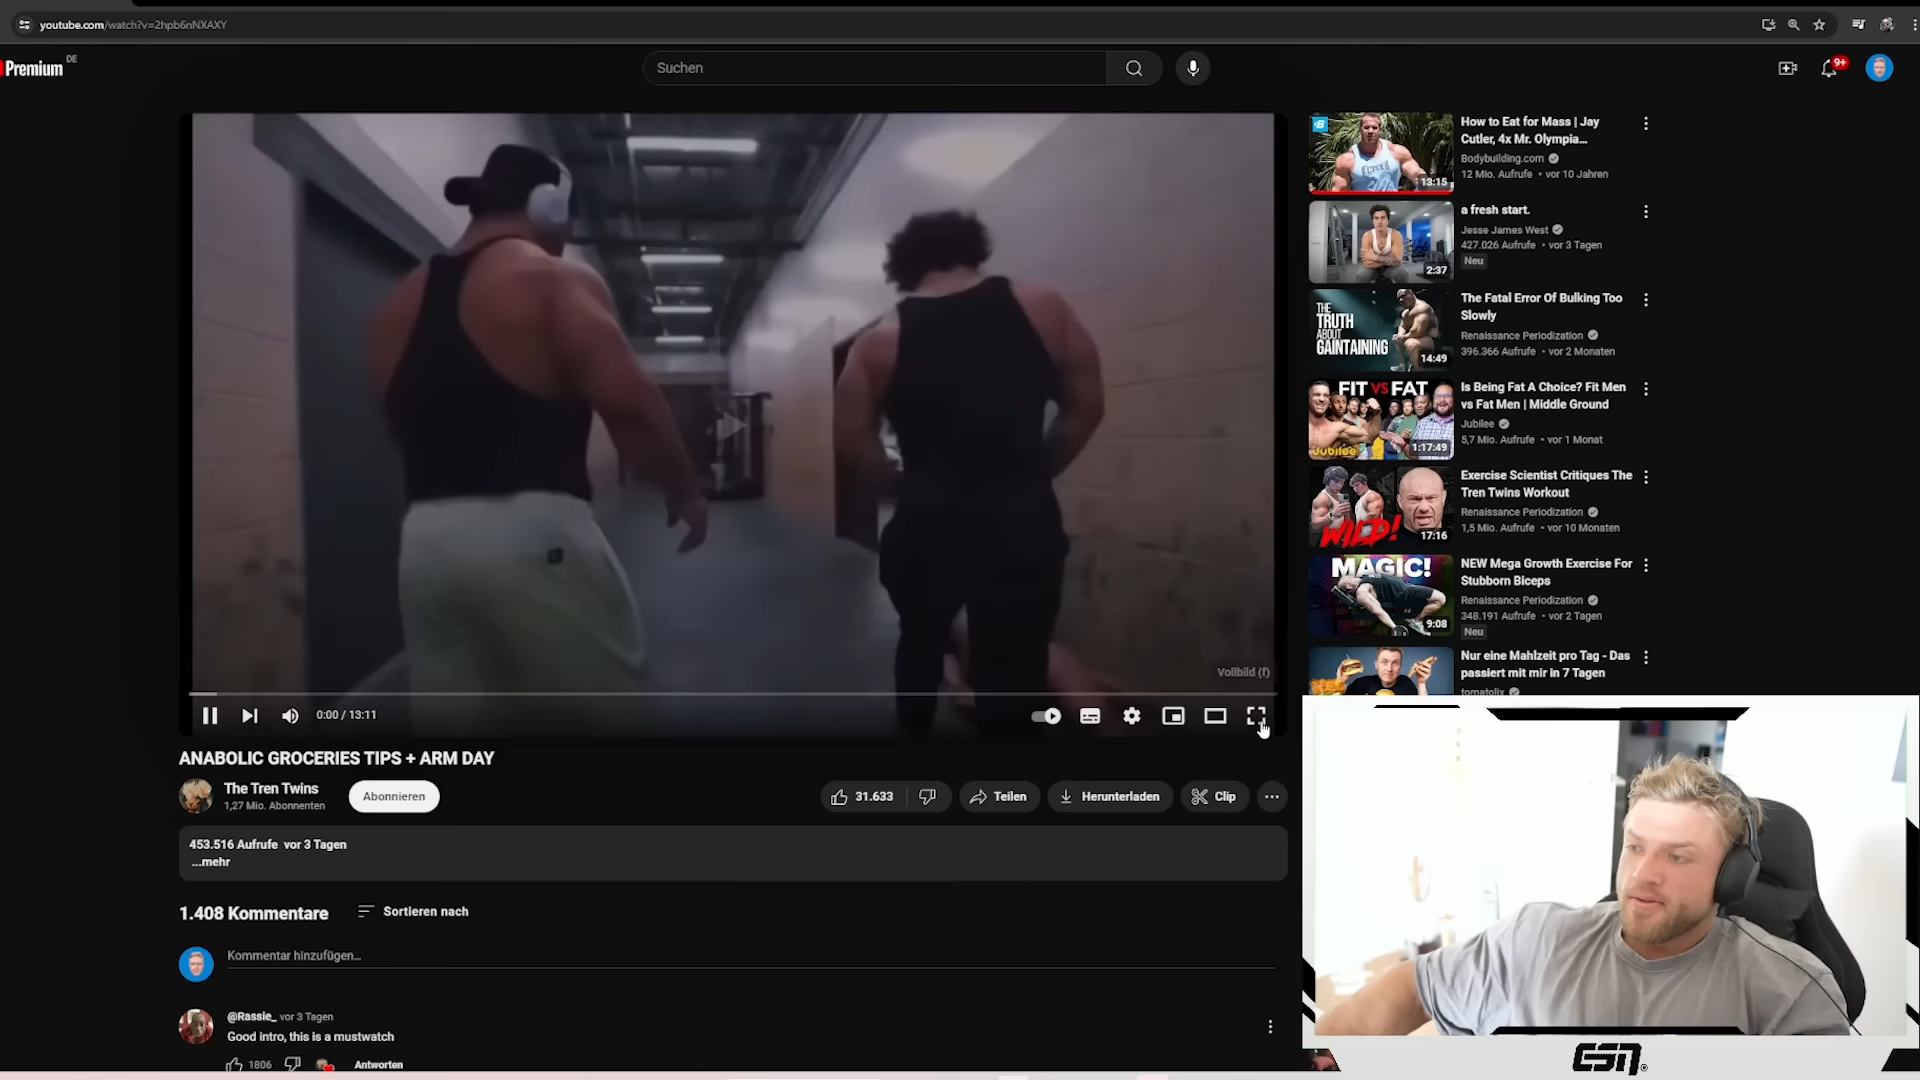 youtube.com/watch?v=2hpb6nNXAXY
Premium DE
Suchen
9+
Vollbild (f)
0:00 / 13:11
ANABOLIC GROCERIES TIPS + ARM DAY
The Tren Twins
1,27 Mio. Abonnenten
Abonnieren
31.633
Teilen
Herunterladen
Clip
453.516 Aufrufe vor 3 Tagen
...mehr
1.408 Kommentare
Sortieren nach
Kommentar hinzufügen...
@Rassie_ vor 3 Tagen
Good intro, this is a mustwatch
1806
Antworten
13:15
How to Eat for Mass | Jay
Cutler, 4x Mr. Olympia...
Bodybuilding.com
12 Mio. Aufrufe • vor 10 Jahren
2:37
a fresh start.
Jesse James West
427.026 Aufrufe • vor 3 Tagen
Neu
THE
TRUTH
ABOUT
GAINTAINING
14:49
The Fatal Error Of Bulking Too
Slowly
Renaissance Periodization
396.366 Aufrufe • vor 2 Monaten
FIT VS FAT
Jubilee
1:17:49
Is Being Fat A Choice? Fit Men
vs Fat Men | Middle Ground
Jubilee
5,7 Mio. Aufrufe • vor 1 Monat
WILD!
17:16
Exercise Scientist Critiques The
Tren Twins Workout
Renaissance Periodization
1,5 Mio. Aufrufe • vor 10 Monaten
MAGIC!
9:08
NEW Mega Growth Exercise For
Stubborn Biceps
Renaissance Periodization
348.191 Aufrufe • vor 2 Tagen
Neu
Nur eine Mahlzeit pro Tag - Das
passiert mit mir in 7 Tagen
tomatolix
ESN